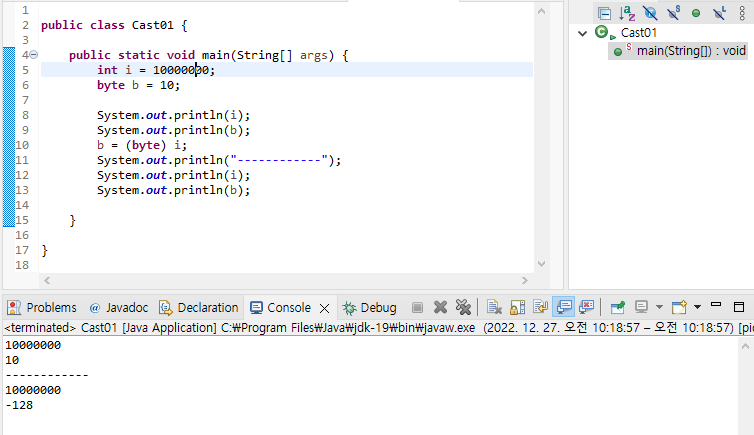 1
2 public class Cast01 {
3
4 public static void main(String[] args) {
5 int i = 10000000;
6 byte b = 10;
7
8 System.out.println(i);
9 System.out.println(b);
10 b = (byte) i;
11 System.out.println("------------");
12 System.out.println(i);
13 System.out.println(b);
14
15 }
16
17 }
18
Cast01
main(String[]) : void
Problems @ Javadoc Declaration Console Debug
<terminated> Cast01 [Java Application] C:₩Program Files₩Java₩jdk-19₩bin₩javaw.exe (2022. 12. 27. 오전 10:18:57 – 오전 10:18:57) [pic
10000000
10
------------
10000000
-128